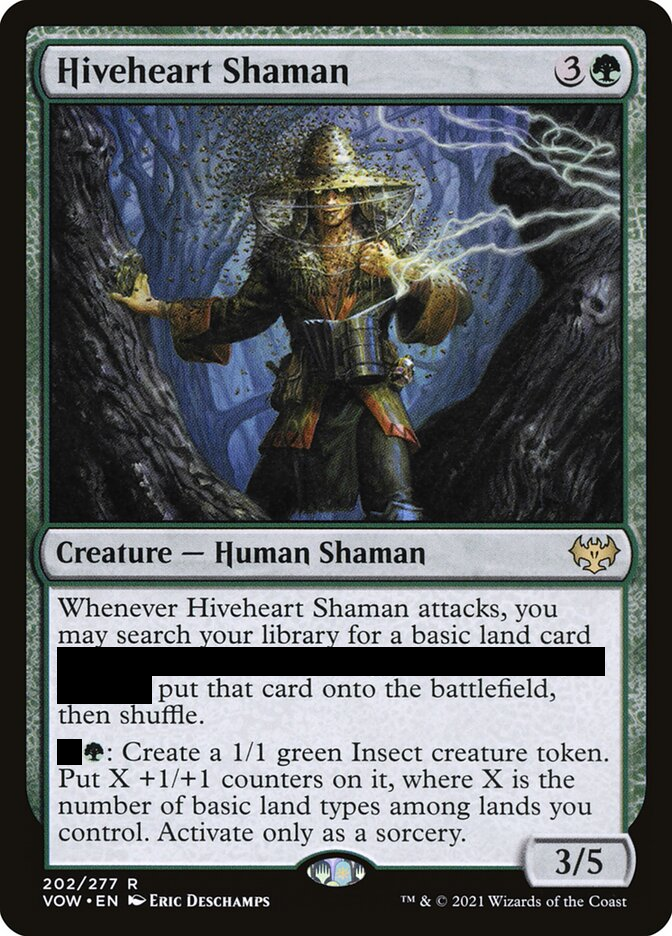 Hiveheart Shaman 3
Creature — Human Shaman
Whenever Hiveheart Shaman attacks, you
may search your library for a basic land card
put that card onto the battlefield,
then shuffle.
: Create a 1/1 green Insect creature token.
Put X +1/+1 counters on it, where X is the
number of basic land types among lands you
control. Activate only as a sorcery.
3/5
202/277 R
VOW • EN Eric Deschamps
™ & © 2021 Wizards of the Coast